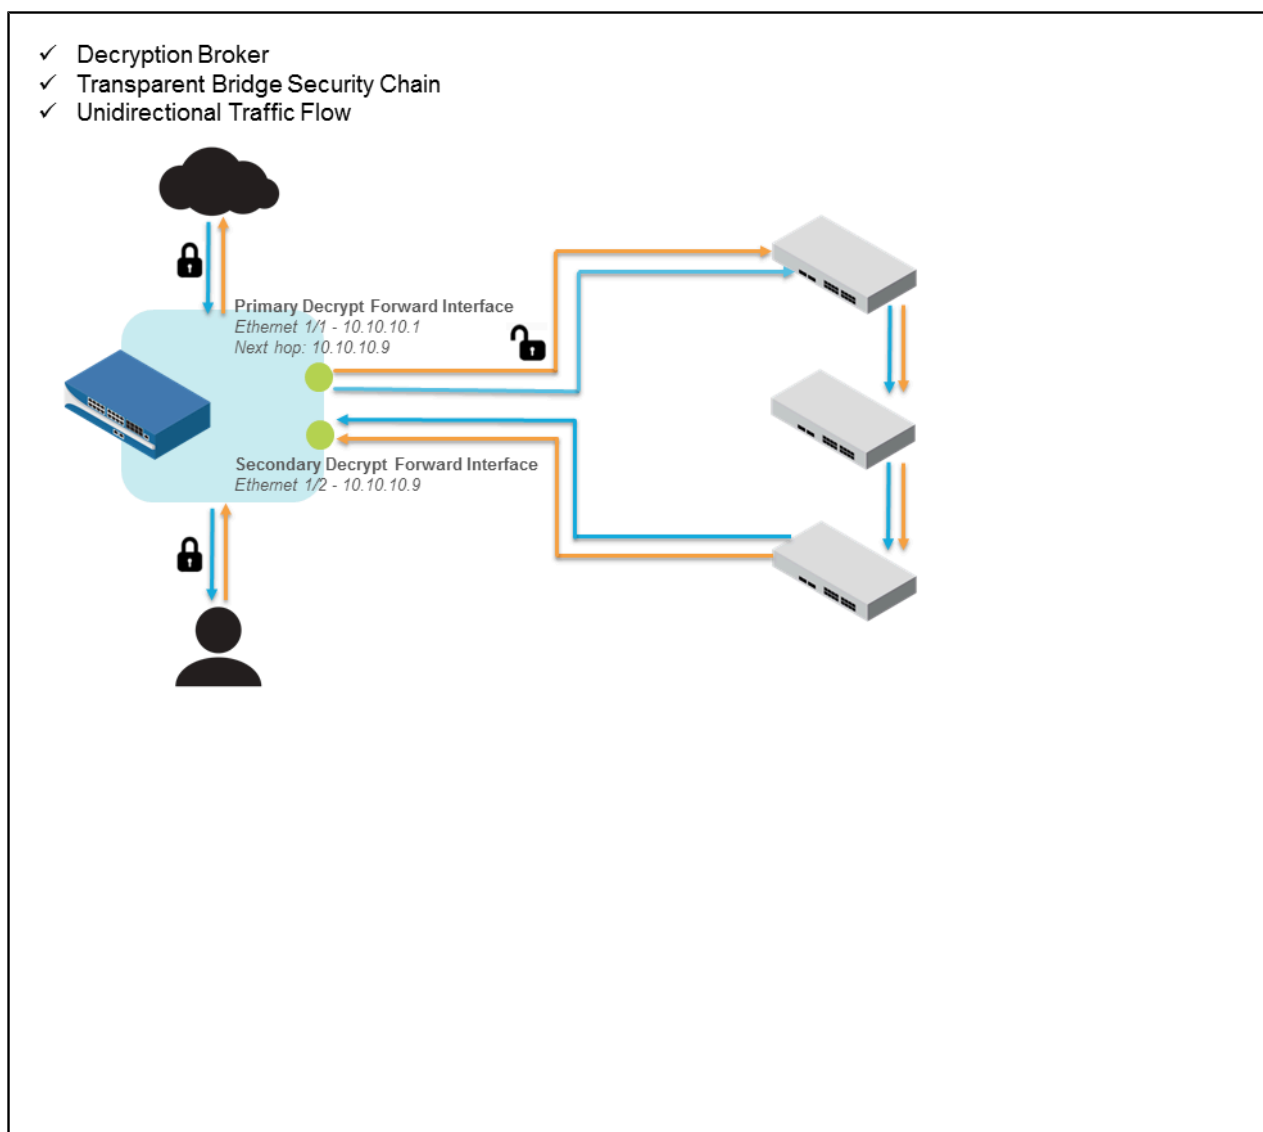 ✓ Decryption Broker
✓ Transparent Bridge Security Chain
✓ Unidirectional Traffic Flow
Primary Decrypt Forward Interface
Ethernet 1/1 - 10.10.10.1
Next hop: 10.10.10.9
Secondary Decrypt Forward Interface
Ethernet 1/2 - 10.10.10.9